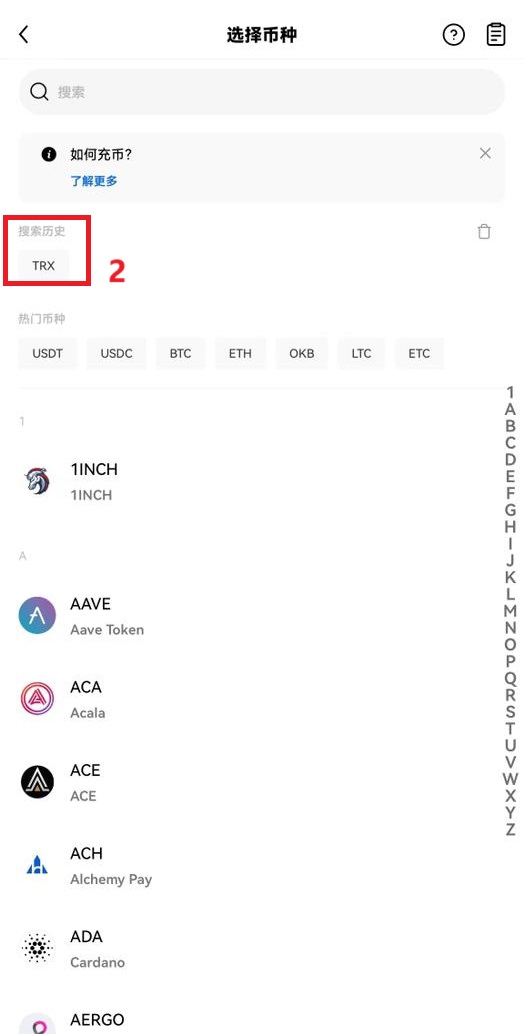 选择币种
搜索
如何充币?
了解更多
搜索历史
TRX
2
热门币种
USDT USDC BTC ETH OKB LTC ETC
1
1INCH
1INCH
A
AAVE
Aave Token
ACA
Acala
ACE
ACE
ACH
Alchemy Pay
ADA
Cardano
AERGO
1
A
B
C
D
E
F
G
H
I
J
K
L
M
N
O
P
Q
R
S
T
U
V
W
X
Y
Z